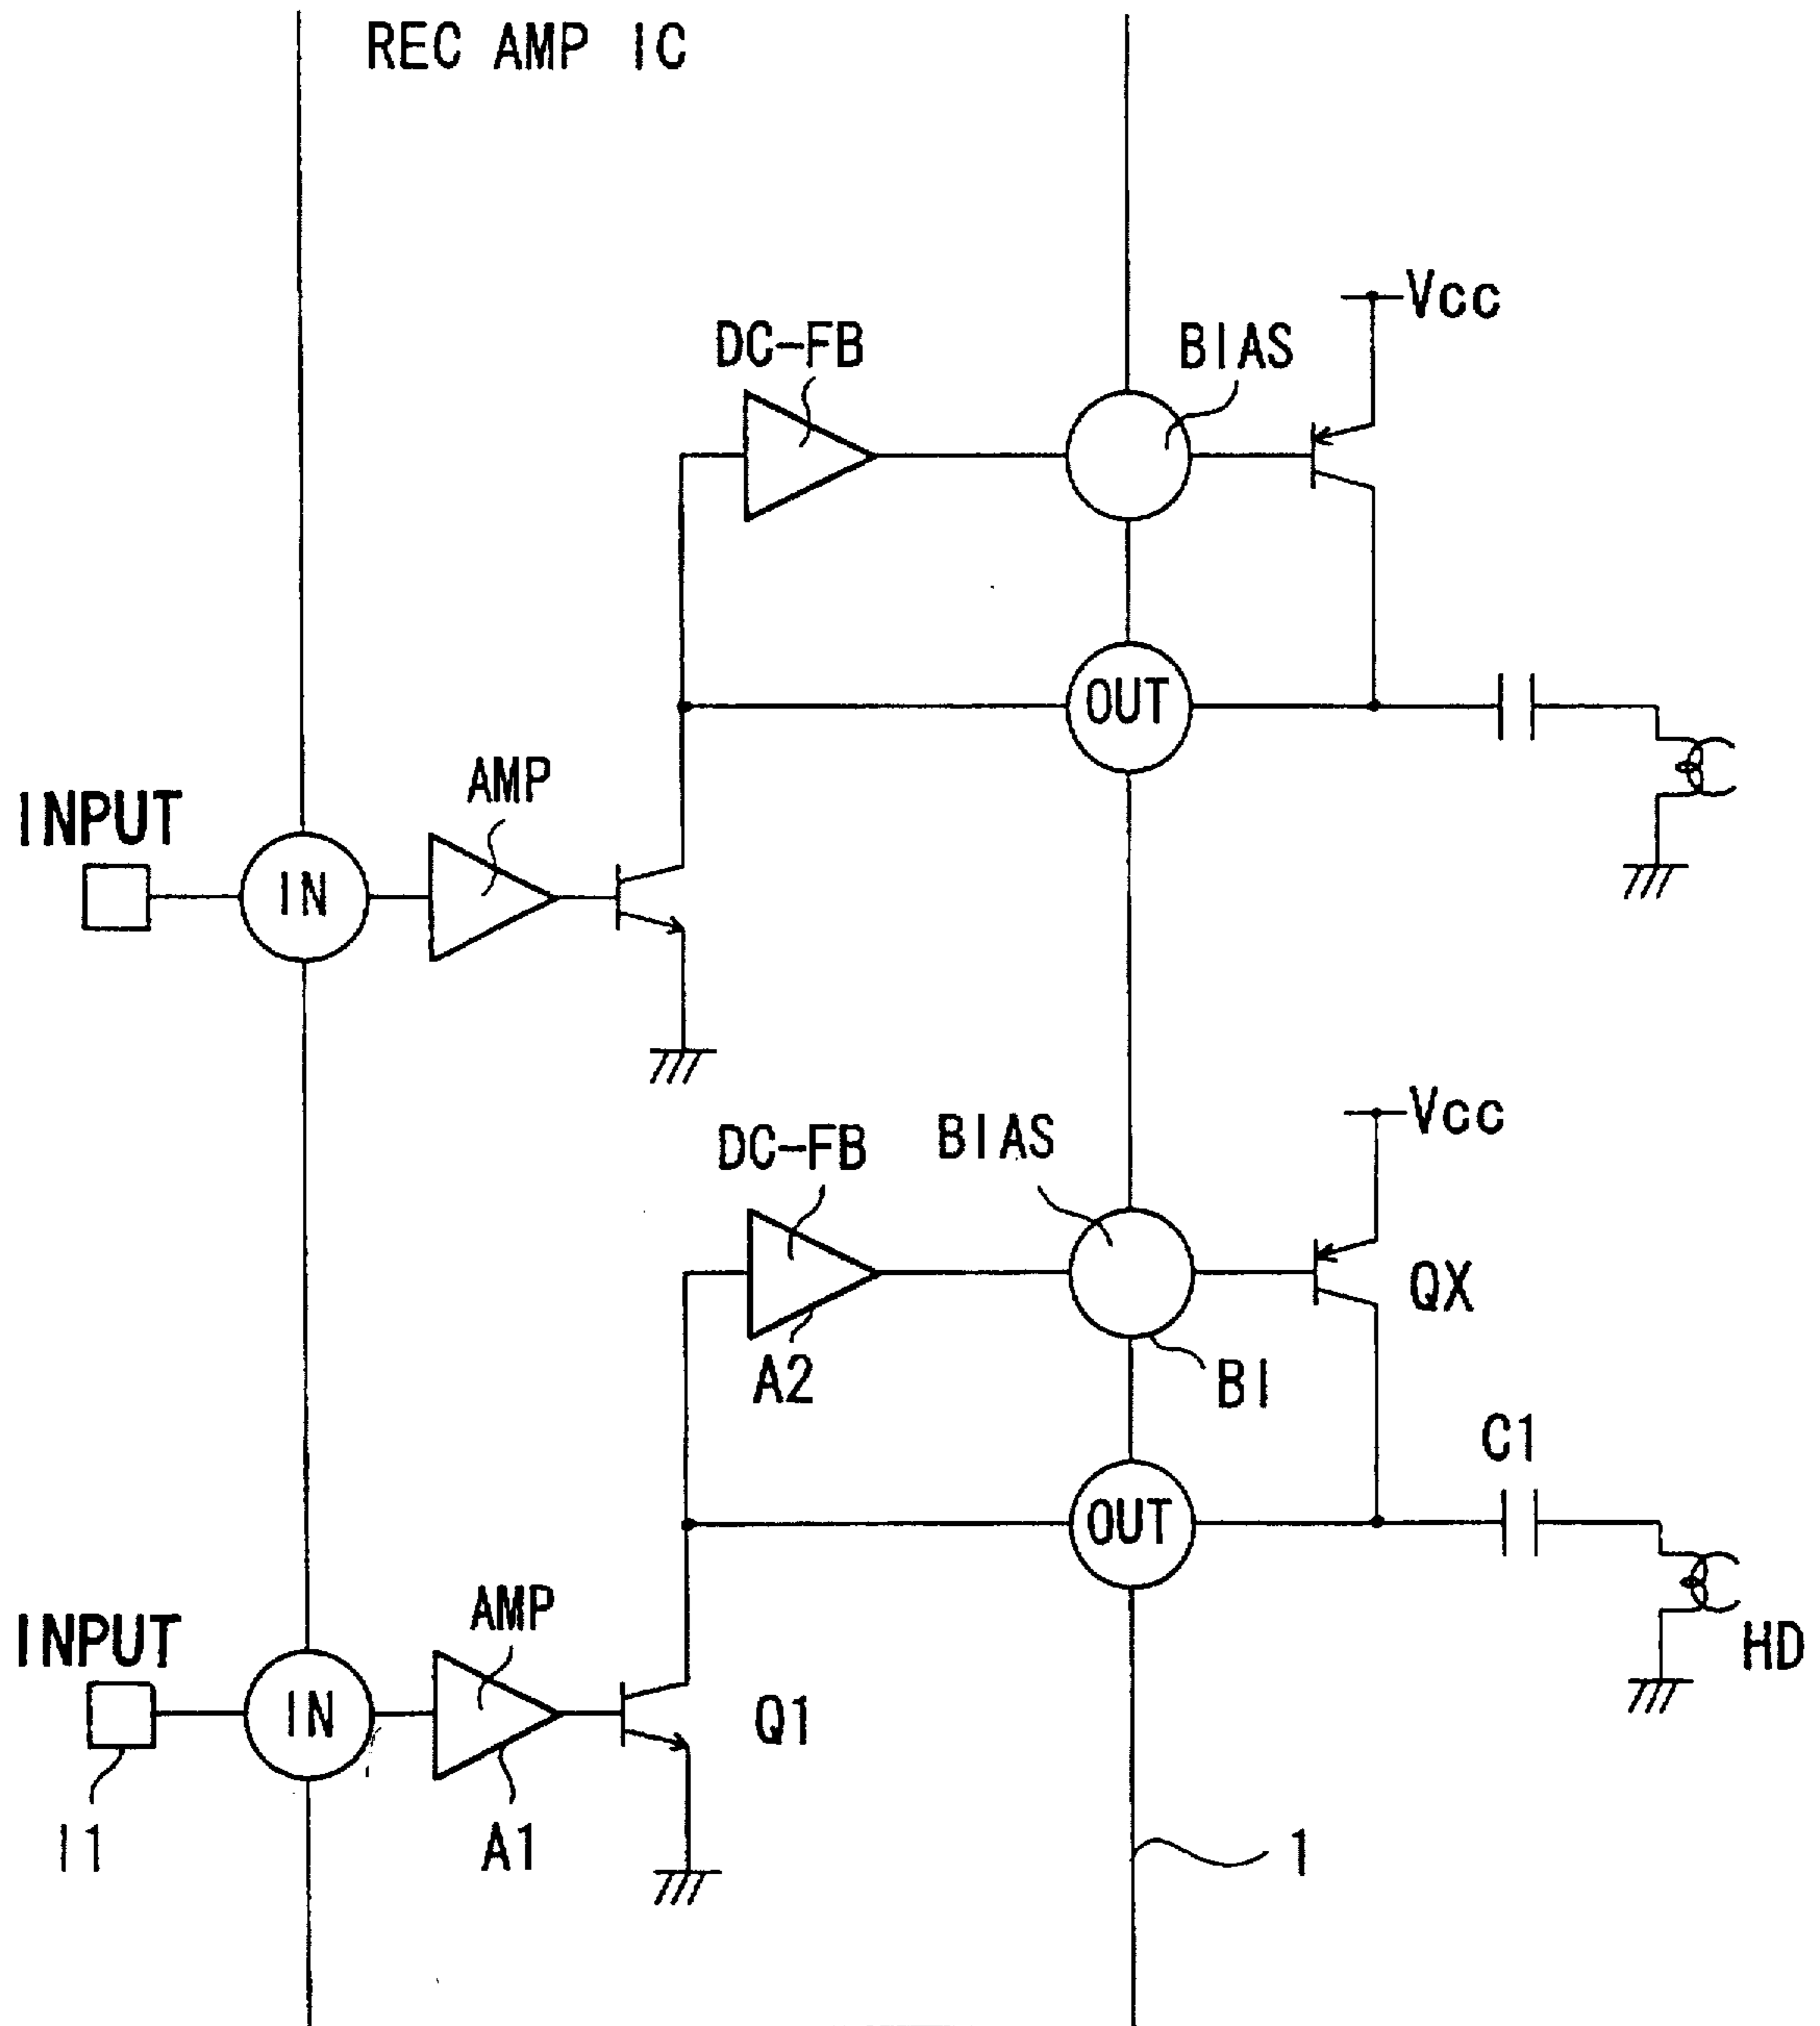 REC AMP IC
Vcc
DC-FB
BIAS
OUT
AMP
INPUT
IN
Vcc
BIAS
DC-FB
QX
A2
BI
C1
OUT
AMP
INPUT
HD
IN
Q1
I1
A1
1